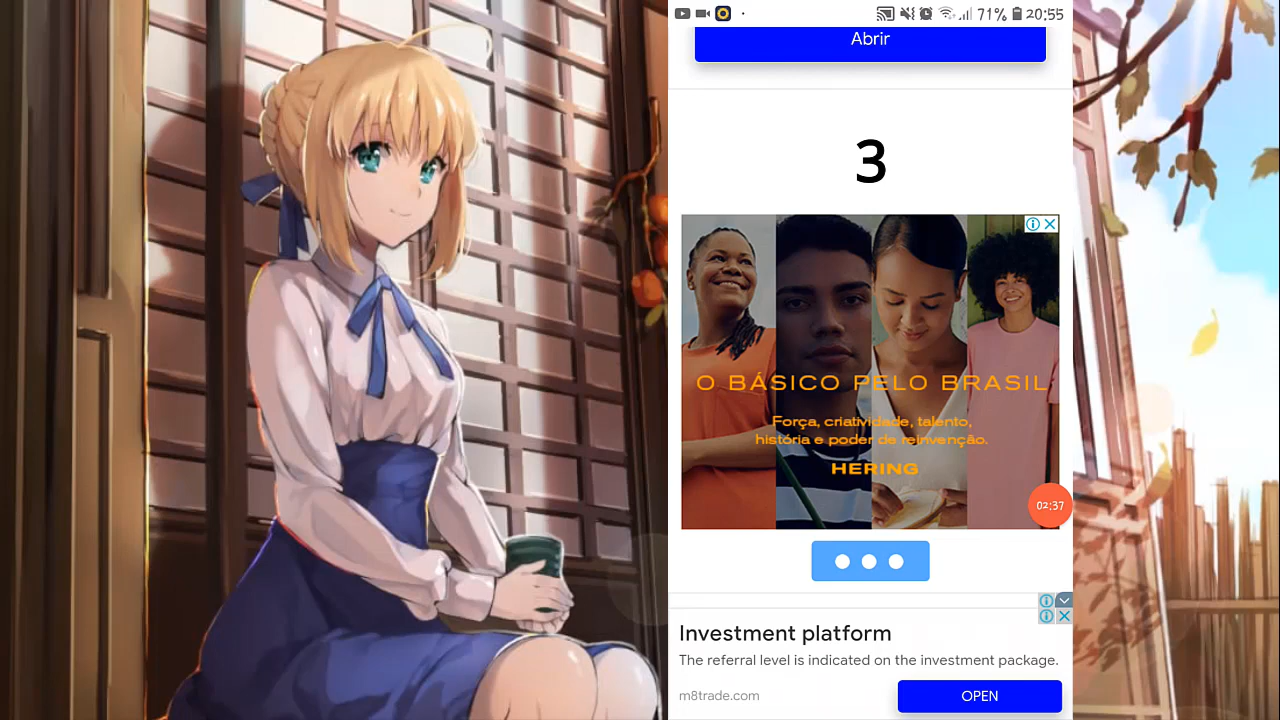 71% 20:55
Abrir
3
O BÁSICO PELO BRASIL
Força, criatividade, talento,
história e poder de reinvenção.
HERING
02:37
Investment platform
The referral level is indicated on the investment package.
m8trade.com
OPEN